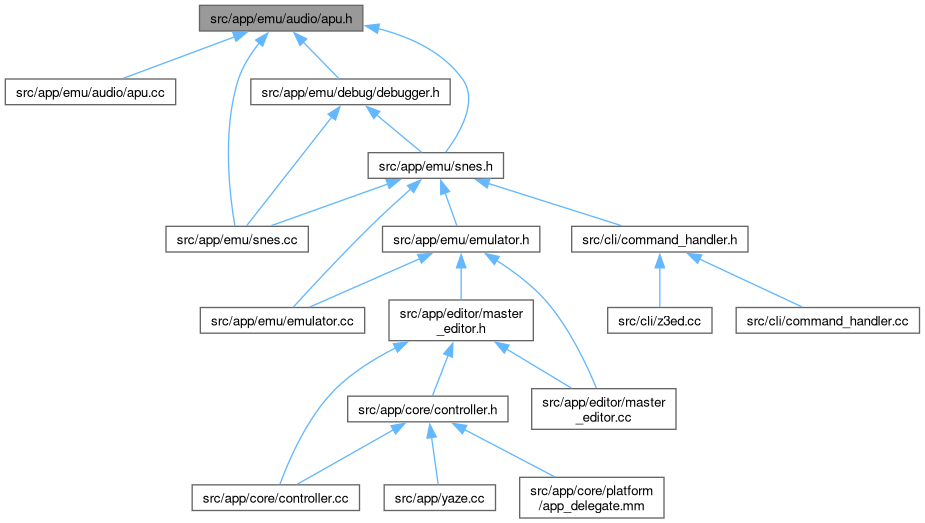 src/app/emu/audio/apu.h
src/app/emu/audio/apu.cc
src/app/emu/debug/debugger.h
src/app/emu/snes.h
src/app/emu/snes.cc
src/app/emu/emulator.h
src/cli/command_handler.h
src/app/emu/emulator.cc
src/app/editor/master
_editor.h
src/cli/z3ed.cc
src/cli/command_handler.cc
src/app/core/controller.h
src/app/editor/master
_editor.cc
src/app/core/controller.cc
src/app/yaze.cc
src/app/core/platform
/app_delegate.mm